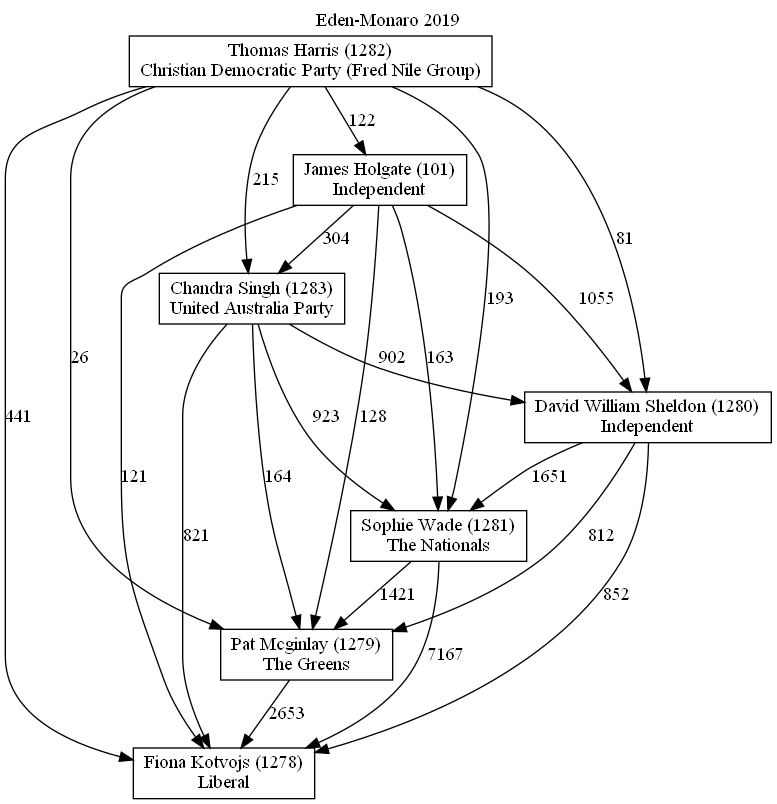 Eden-Monaro 2019
Thomas Harris (1282)
Christian Democratic Party (Fred Nile Group)
122
James Holgate (101)
Independent
215
304
81
Chandra Singh (1283)
United Australia Party
193
1055
26
902
163
441
923
128
David William Sheldon (1280)
Independent
121
164
1651
821
Sophie Wade (1281)
The Nationals
812
1421
852
Pat Mcginlay (1279)
The Greens
7167
2653
Fiona Kotvojs (1278)
Liberal